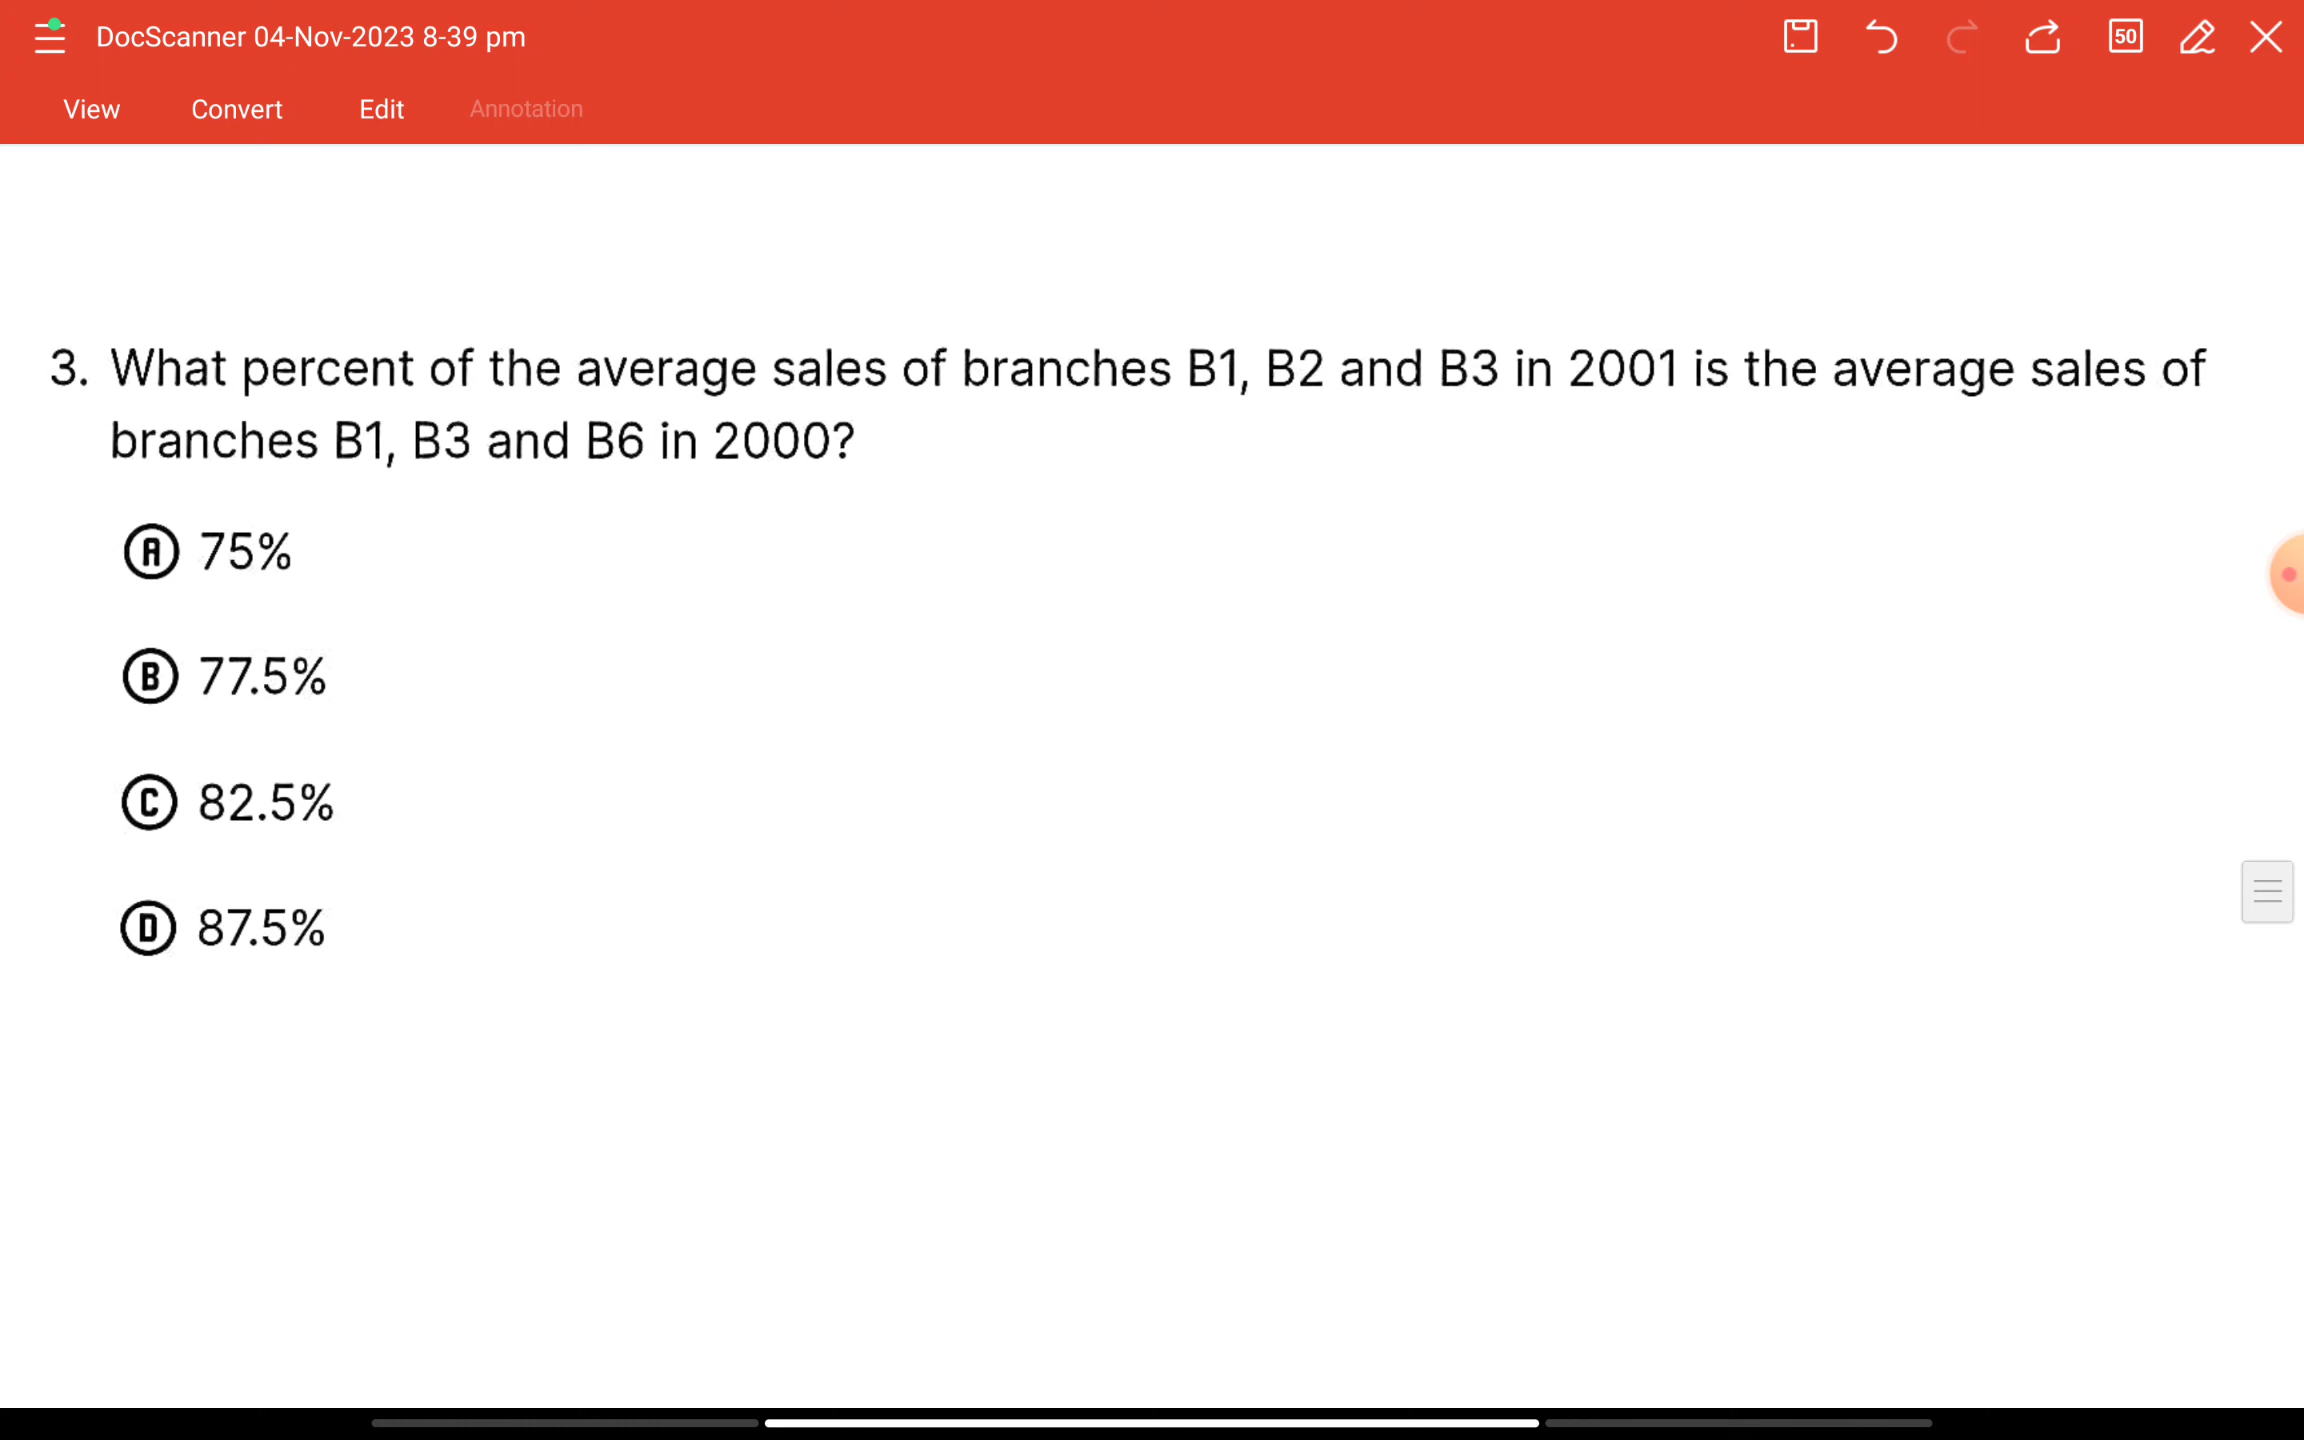 DocScanner 04-Nov-2023 8-39 pm
50
View Convert Edit Annotation
3. What percent of the average sales of branches B1, B2 and B3 in 2001 is the average sales of
branches B1, B3 and B6 in 2000?
A 75%
B 77.5%
C 82.5%
D 87.5%